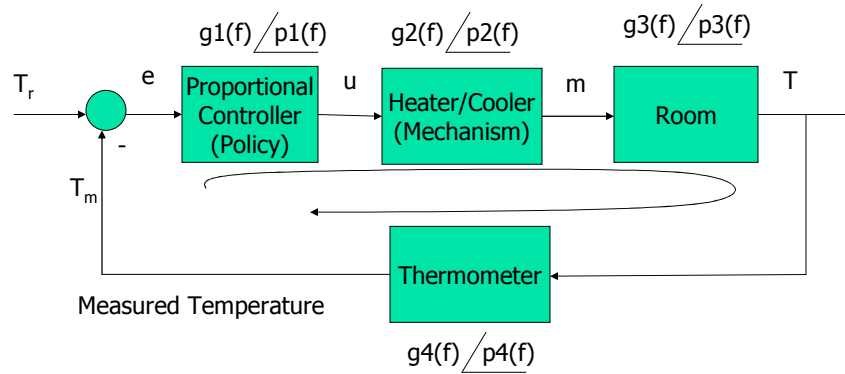 g1(f) p1(f)
g2(f) p2(f)
g3(f) p3(f)
Tr
e
Proportional
Controller
(Policy)
u
Heater/Cooler
(Mechanism)
m
Room
T
-
Tm
Thermometer
Measured Temperature
g4(f) p4(f)